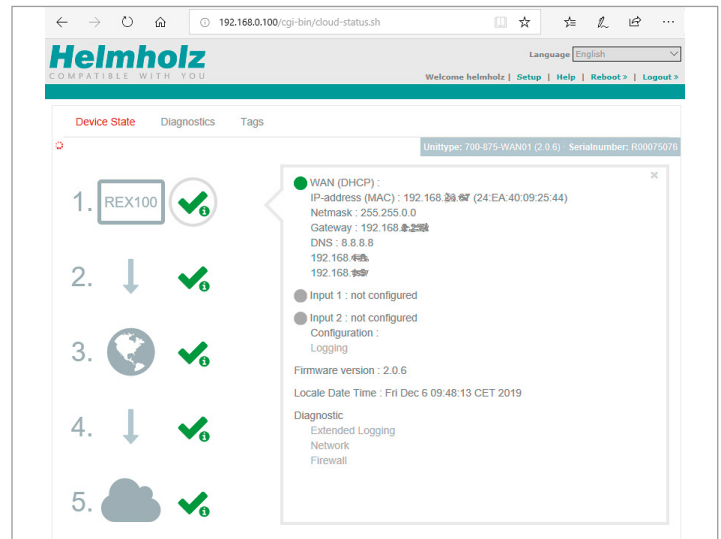 192.168.0.100/cgi-bin/cloud-status.sh
Helmholz
COMPATIBLE WITH YOU
Language English
Welcome helmholz | Setup | Help | Reboot » | Logout »
Device State Diagnostics Tags
Unittype: 700-875-WAN01 (2.0.6) - Serialnumber: R00075076
WAN (DHCP) :
IP-address (MAC) : 192.168. (24:EA:40:09:25:44)
Netmask : 255.255.0.0
Gateway : 192.168.
DNS : 8.8.8.8
192.168.
192.168.
Input 1 : not configured
Input 2 : not configured
Configuration :
Logging
Firmware version : 2.0.6
Locale Date Time : Fri Dec 6 09:48:13 CET 2019
Diagnostic
Extended Logging
Network
Firewall
1. REX100
2.
3.
4.
5.